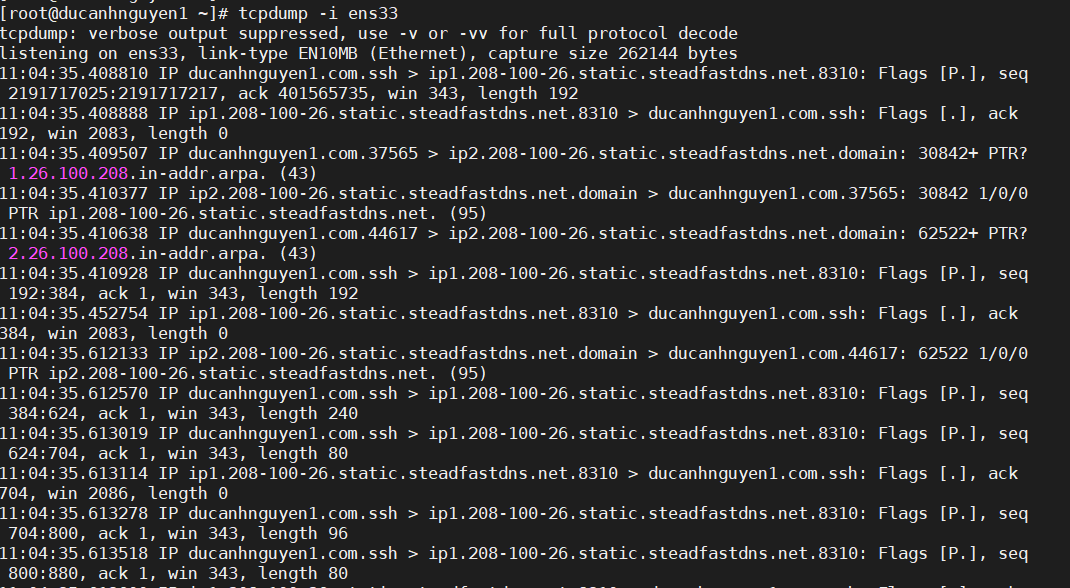 [root@ducanhnguyen1 ~]# tcpdump -i ens33
tcpdump: verbose output suppressed, use -v or -vv for full protocol decode
listening on ens33, link-type EN10MB (Ethernet), capture size 262144 bytes
11:04:35.408810 IP ducanhnguyen1.com.ssh > ip1.208-100-26.static.steadfastdns.net.8310: Flags [P.], seq
2191717025:2191717217, ack 401565735, win 343, length 192
11:04:35.408888 IP ip1.208-100-26.static.steadfastdns.net.8310 > ducanhnguyen1.com.ssh: Flags [.], ack
192, win 2083, length 0
11:04:35.409507 IP ducanhnguyen1.com.37565 > ip2.208-100-26.static.steadfastdns.net.domain: 30842+ PTR?
1.26.100.208.in-addr.arpa. (43)
11:04:35.410377 IP ip2.208-100-26.static.steadfastdns.net.domain > ducanhnguyen1.com.37565: 30842 1/0/0
PTR ip1.208-100-26.static.steadfastdns.net. (95)
11:04:35.410638 IP ducanhnguyen1.com.44617 > ip2.208-100-26.static.steadfastdns.net.domain: 62522+ PTR?
2.26.100.208.in-addr.arpa. (43)
11:04:35.410928 IP ducanhnguyen1.com.ssh > ip1.208-100-26.static.steadfastdns.net.8310: Flags [P.], seq
192:384, ack 1, win 343, length 192
11:04:35.452754 IP ip1.208-100-26.static.steadfastdns.net.8310 > ducanhnguyen1.com.ssh: Flags [.], ack
384, win 2083, length 0
11:04:35.612133 IP ip2.208-100-26.static.steadfastdns.net.domain > ducanhnguyen1.com.44617: 62522 1/0/0
PTR ip2.208-100-26.static.steadfastdns.net. (95)
11:04:35.612570 IP ducanhnguyen1.com.ssh > ip1.208-100-26.static.steadfastdns.net.8310: Flags [P.], seq
384:624, ack 1, win 343, length 240
11:04:35.613019 IP ducanhnguyen1.com.ssh > ip1.208-100-26.static.steadfastdns.net.8310: Flags [P.], seq
624:704, ack 1, win 343, length 80
11:04:35.613114 IP ip1.208-100-26.static.steadfastdns.net.8310 > ducanhnguyen1.com.ssh: Flags [.], ack
704, win 2086, length 0
11:04:35.613278 IP ducanhnguyen1.com.ssh > ip1.208-100-26.static.steadfastdns.net.8310: Flags [P.], seq
704:800, ack 1, win 343, length 96
11:04:35.613518 IP ducanhnguyen1.com.ssh > ip1.208-100-26.static.steadfastdns.net.8310: Flags [P.], seq
800:880, ack 1, win 343, length 80